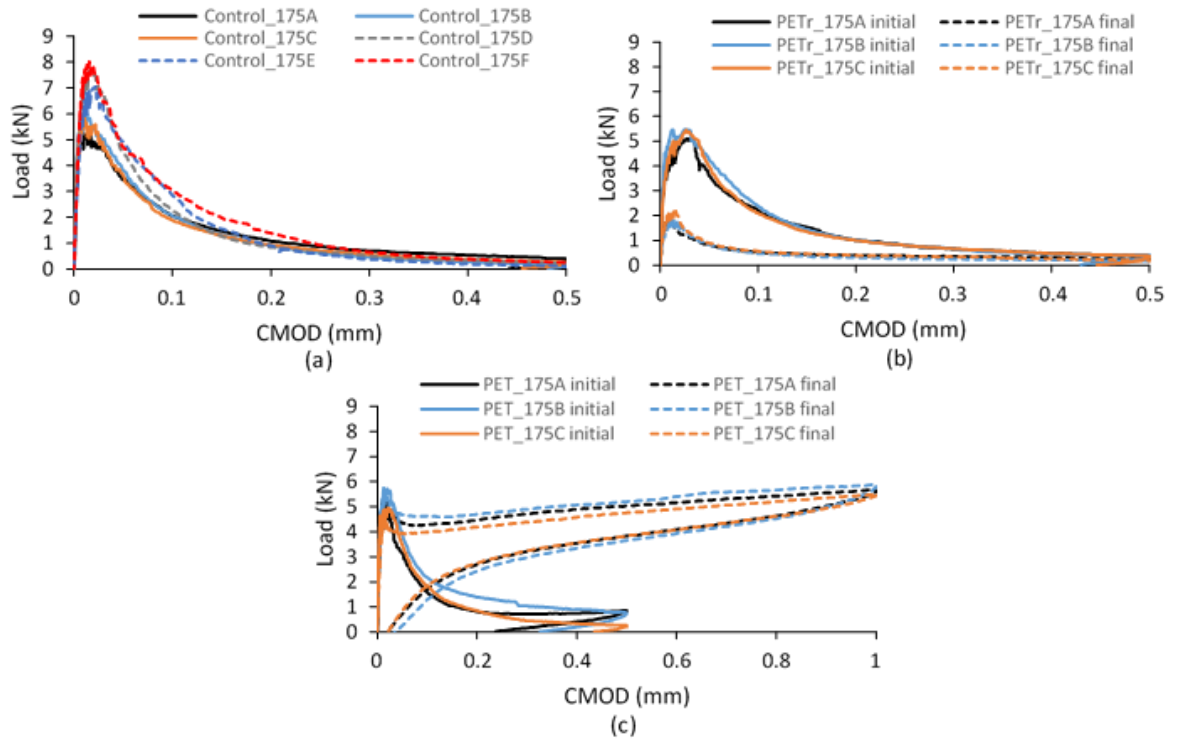 Control_175A Control_175B
Control_175C Control_175D
Control_175E Control_175F
9
8
7
6
5
4
3
2
1
0
Load (kN)
0 0.1 0.2 0.3 0.4 0.5
CMOD (mm)
(a)
PETr_175A initial PETr_175A final
PETr_175B initial PETr_175B final
PETr_175C initial PETr_175C final
9
8
7
6
5
4
3
2
1
0
Load (kN)
0 0.1 0.2 0.3 0.4 0.5
CMOD (mm)
(b)
PET_175A initial PET_175A final
PET_175B initial PET_175B final
PET_175C initial PET_175C final
9
8
7
6
5
4
3
2
1
0
Load (kN)
0 0.2 0.4 0.6 0.8 1
CMOD (mm)
(c)